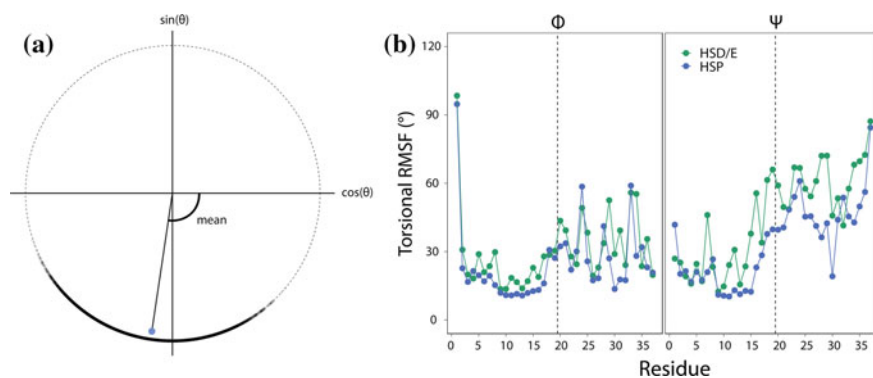 (a)
sin(θ)
cos(θ)
mean
(b)
Φ
Ψ
Torsional RMSF (°)
120
90
60
30
0
HSD/E
HSP
0 5 10 15 20 25 30 35
0 5 10 15 20 25 30 35
Residue